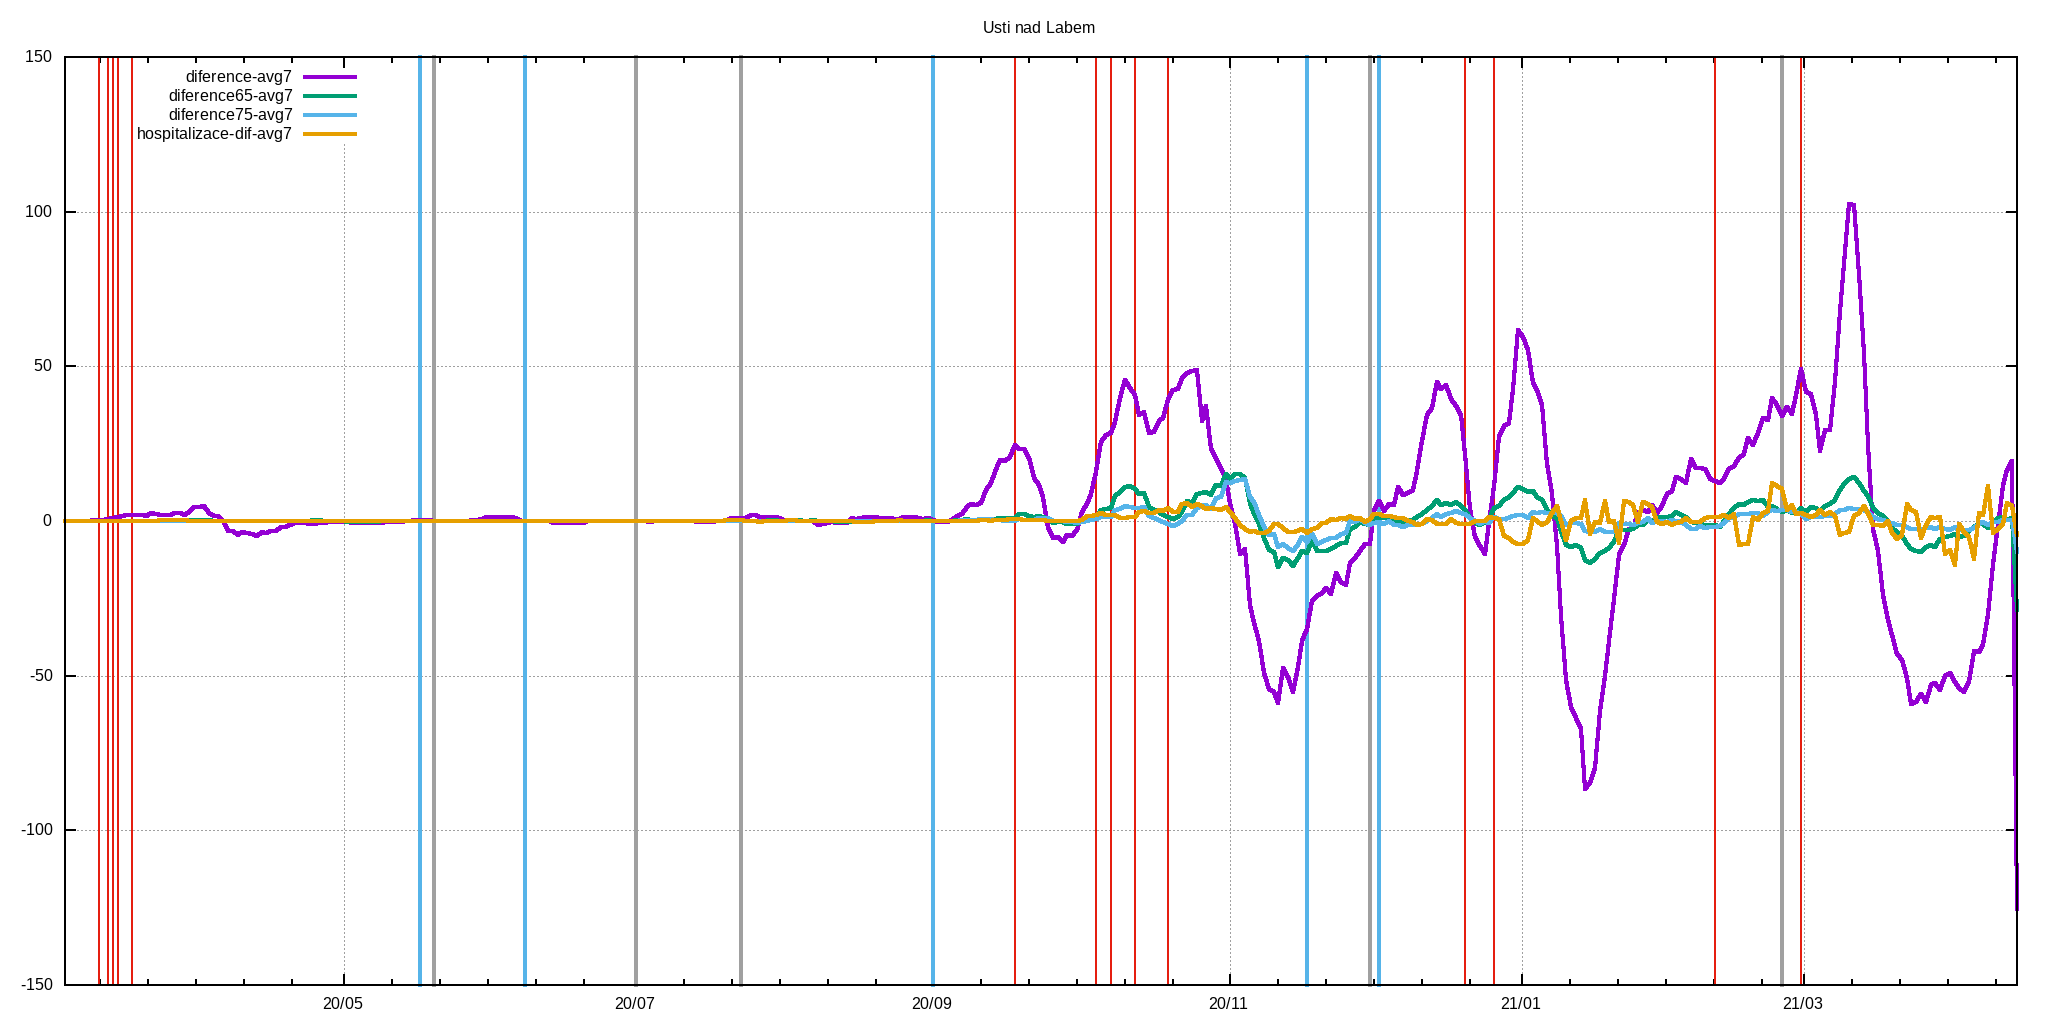 Usti nad Labem
150
100
50
0
-50
-100
-150
diference-avg7
diference65-avg7
diference75-avg7
hospitalizace-dif-avg7
20/05
20/07
20/09
20/11
21/01
21/03